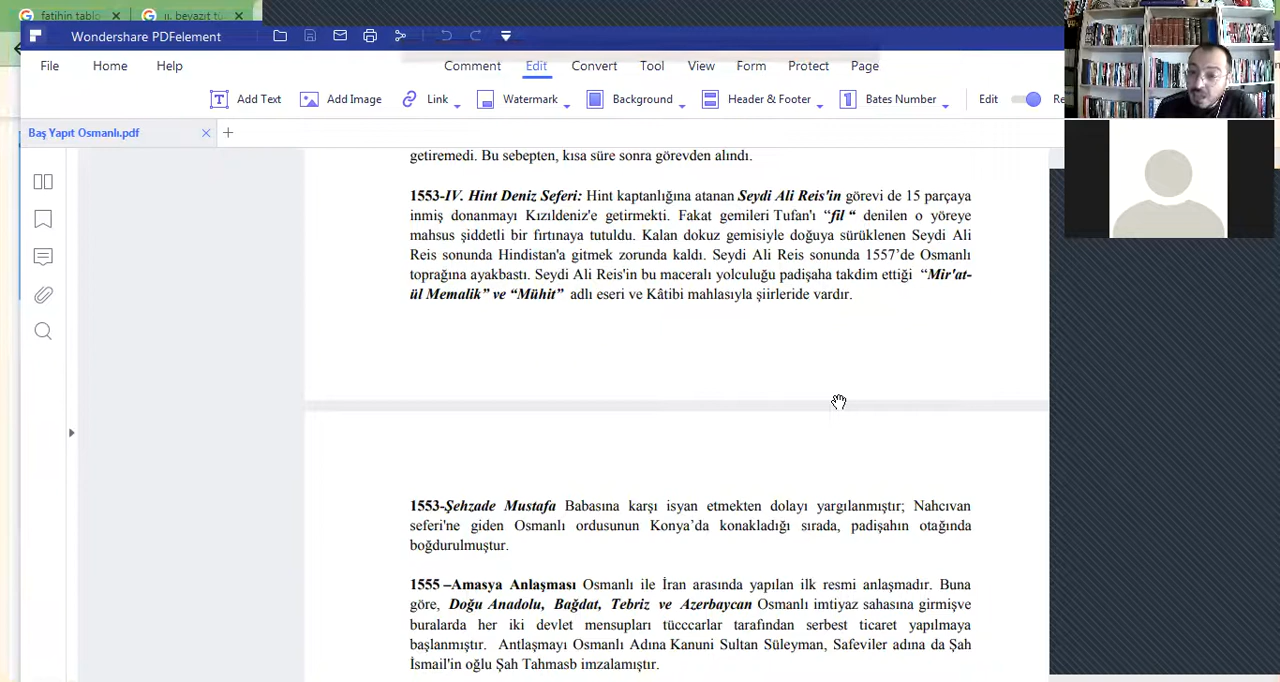 fatihin tablo
ıı. beyazıt tü
Wondershare PDFelement
File Home Help Comment Edit Convert Tool View Form Protect Page
Add Text Add Image Link Watermark Background Header & Footer Bates Number Edit Re
Baş Yapıt Osmanlı.pdf
getiremedi. Bu sebepten, kısa süre sonra görevden alındı.
1553-IV. Hint Deniz Seferi: Hint kaptanlığına atanan Seydi Ali Reis'in görevi de 15 parçaya
inmiş donanmayı Kızıldeniz'e getirmekti. Fakat gemileri Tufan'ı “fil “ denilen o yöreye
mahsus şiddetli bir fırtınaya tutuldu. Kalan dokuz gemisiyle doğuya sürüklenen Seydi Ali
Reis sonunda Hindistan'a gitmek zorunda kaldı. Seydi Ali Reis sonunda 1557’de Osmanlı
toprağına ayakbastı. Seydi Ali Reis'in bu maceralı yolculuğu padişaha takdim ettiği “Mir'at-
ül Memalik” ve “Mühit” adlı eseri ve Kâtibi mahlasıyla şiirleride vardır.
1553-Şehzade Mustafa Babasına karşı isyan etmekten dolayı yargılanmıştır; Nahcıvan
seferi'ne giden Osmanlı ordusunun Konya’da konakladığı sırada, padişahın otağında
boğdurulmuştur.
1555 –Amasya Anlaşması Osmanlı ile İran arasında yapılan ilk resmi anlaşmadır. Buna
göre, Doğu Anadolu, Bağdat, Tebriz ve Azerbaycan Osmanlı imtiyaz sahasına girmişve
buralarda her iki devlet mensupları tücccarlar tarafından serbest ticaret yapılmaya
başlanmıştır. Antlaşmayı Osmanlı Adına Kanuni Sultan Süleyman, Safeviler adına da Şah
İsmail'in oğlu Şah Tahmasb imzalamıştır.